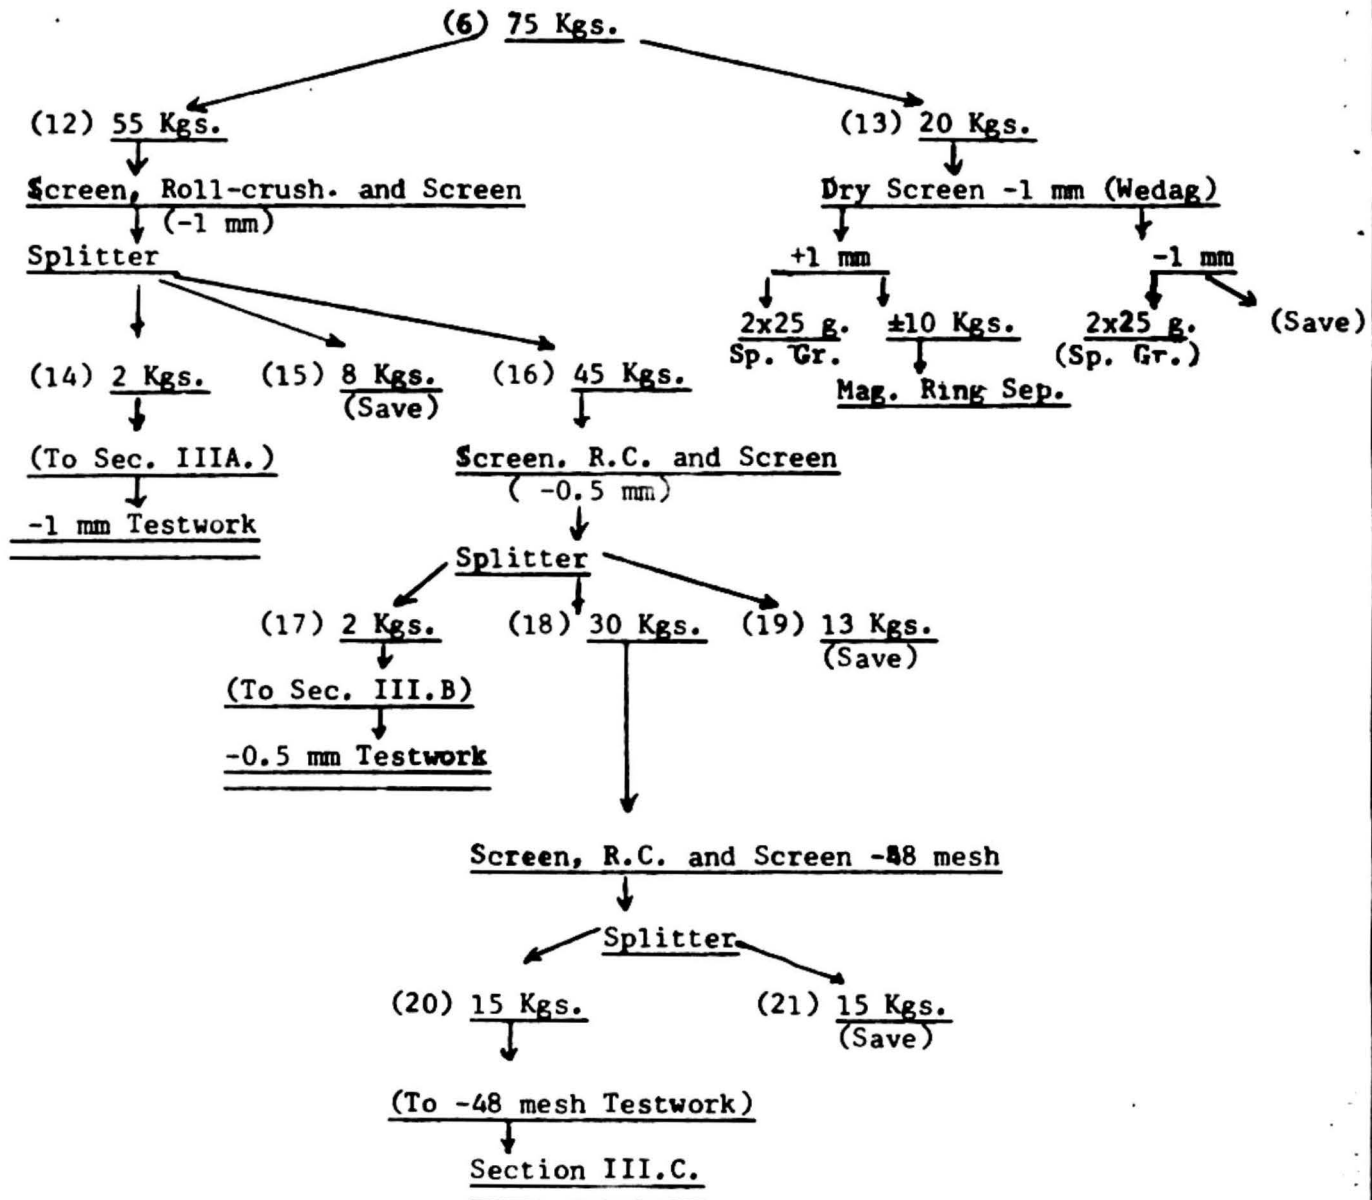 (6) 75 Kgs.
(12) 55 Kgs. (13) 20 Kgs.
Screen, Roll-crush. and Screen Dry Screen -1 mm (Wedag)
(-1 mm)
Splitter +1 mm -1 mm
2x25 g. ±10 Kgs. 2x25 g. (Save)
Sp. Gr. (Sp. Gr.)
(14) 2 Kgs. (15) 8 Kgs. (16) 45 Kgs. Mag. Ring Sep.
(Save)
(To Sec. IIIA.) Screen. R.C. and Screen
( -0.5 mm)
-1 mm Testwork
Splitter
(17) 2 Kgs. (18) 30 Kgs. (19) 13 Kgs.
(Save)
(To Sec. III.B)
-0.5 mm Testwork
Screen, R.C. and Screen -48 mesh
Splitter
(20) 15 Kgs. (21) 15 Kgs.
(Save)
(To -48 mesh Testwork)
Section III.C.